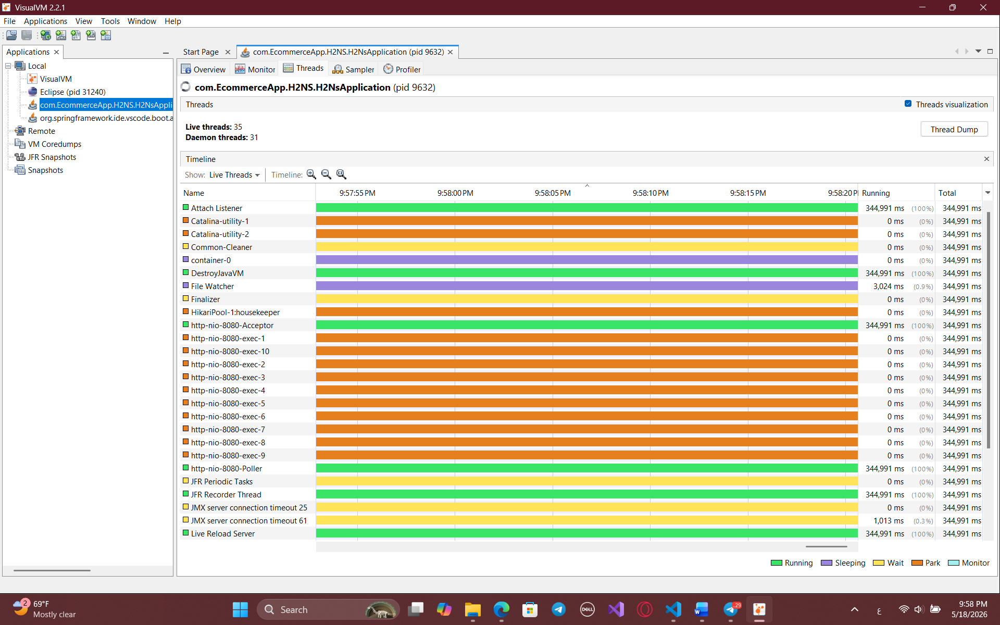 VisualVM 2.2.1
File Applications View Tools Window Help
Applications
Start Page
com.EcommerceApp.H2NS.H2NsApplication (pid 9632)
Local
VisualVM
Eclipse (pid 31240)
com.EcommerceApp.H2NS.H2NsAppli
org.springframework.ide.vscode.boot.a
Remote
VM Coredumps
JFR Snapshots
Snapshots
Overview Monitor Threads Sampler Profiler
com.EcommerceApp.H2NS.H2NsApplication (pid 9632)
Threads
Threads visualization
Live threads: 35
Daemon threads: 31
Thread Dump
Timeline
Show: Live Threads Timeline:
Name 9:57:55 PM 9:58:00 PM 9:58:05 PM 9:58:10 PM 9:58:15 PM 9:58:20 P Running Total
Attach Listener 344,991 ms (100%) 344,991 ms
Catalina-utility-1 0 ms (0%) 344,991 ms
Catalina-utility-2 0 ms (0%) 344,991 ms
Common-Cleaner 0 ms (0%) 344,991 ms
container-0 0 ms (0%) 344,991 ms
DestroyJavaVM 344,991 ms (100%) 344,991 ms
File Watcher 3,024 ms (0.9%) 344,991 ms
Finalizer 0 ms (0%) 344,991 ms
HikariPool-1:housekeeper 0 ms (0%) 344,991 ms
http-nio-8080-Acceptor 344,991 ms (100%) 344,991 ms
http-nio-8080-exec-1 0 ms (0%) 344,991 ms
http-nio-8080-exec-10 0 ms (0%) 344,991 ms
http-nio-8080-exec-2 0 ms (0%) 344,991 ms
http-nio-8080-exec-3 0 ms (0%) 344,991 ms
http-nio-8080-exec-4 0 ms (0%) 344,991 ms
http-nio-8080-exec-5 0 ms (0%) 344,991 ms
http-nio-8080-exec-6 0 ms (0%) 344,991 ms
http-nio-8080-exec-7 0 ms (0%) 344,991 ms
http-nio-8080-exec-8 0 ms (0%) 344,991 ms
http-nio-8080-exec-9 0 ms (0%) 344,991 ms
http-nio-8080-Poller 344,991 ms (100%) 344,991 ms
JFR Periodic Tasks 0 ms (0%) 344,991 ms
JFR Recorder Thread 344,991 ms (100%) 344,991 ms
JMX server connection timeout 25 0 ms (0%) 344,991 ms
JMX server connection timeout 61 1,013 ms (0.3%) 344,991 ms
Live Reload Server 344,991 ms (100%) 344,991 ms
Running Sleeping Wait Park Monitor
2
69°F
Mostly clear
Search
DELL
29
ع
9:58 PM
5/18/2026